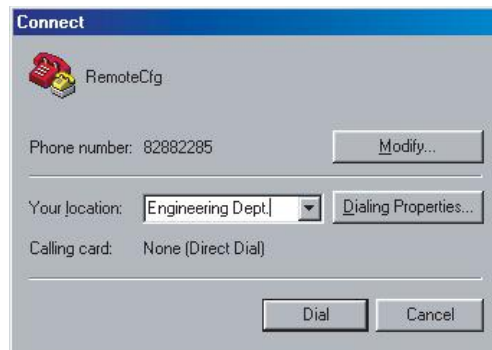 Connect
RemoteCfg
Phone number: 82882285 Modify...
Your location: Engineering Dept. Dialing Properties...
Calling card: None (Direct Dial)
Dial Cancel